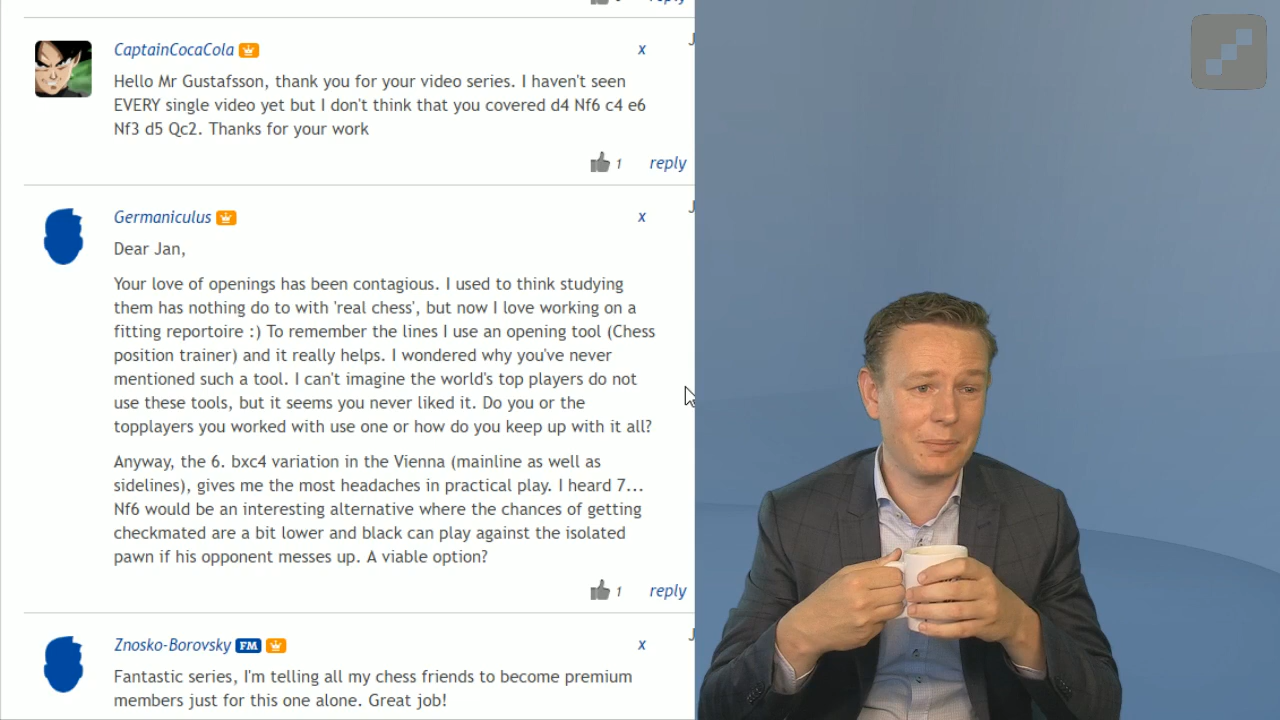 reply
CaptainCocaCola
x
J
Hello Mr Gustafsson, thank you for your video series. I haven't seen
EVERY single video yet but I don't think that you covered d4 Nf6 c4 e6
Nf3 d5 Qc2. Thanks for your work
1 reply
Germaniculus
x
J
Dear Jan,
Your love of openings has been contagious. I used to think studying
them has nothing do to with 'real chess', but now I love working on a
fitting reportoire :) To remember the lines I use an opening tool (Chess
position trainer) and it really helps. I wondered why you've never
mentioned such a tool. I can't imagine the world's top players do not
use these tools, but it seems you never liked it. Do you or the
topplayers you worked with use one or how do you keep up with it all?
Anyway, the 6. bxc4 variation in the Vienna (mainline as well as
sidelines), gives me the most headaches in practical play. I heard 7...
Nf6 would be an interesting alternative where the chances of getting
checkmated are a bit lower and black can play against the isolated
pawn if his opponent messes up. A viable option?
1 reply
Znosko-Borovsky FM
x
J
Fantastic series, I'm telling all my chess friends to become premium
members just for this one alone. Great job!